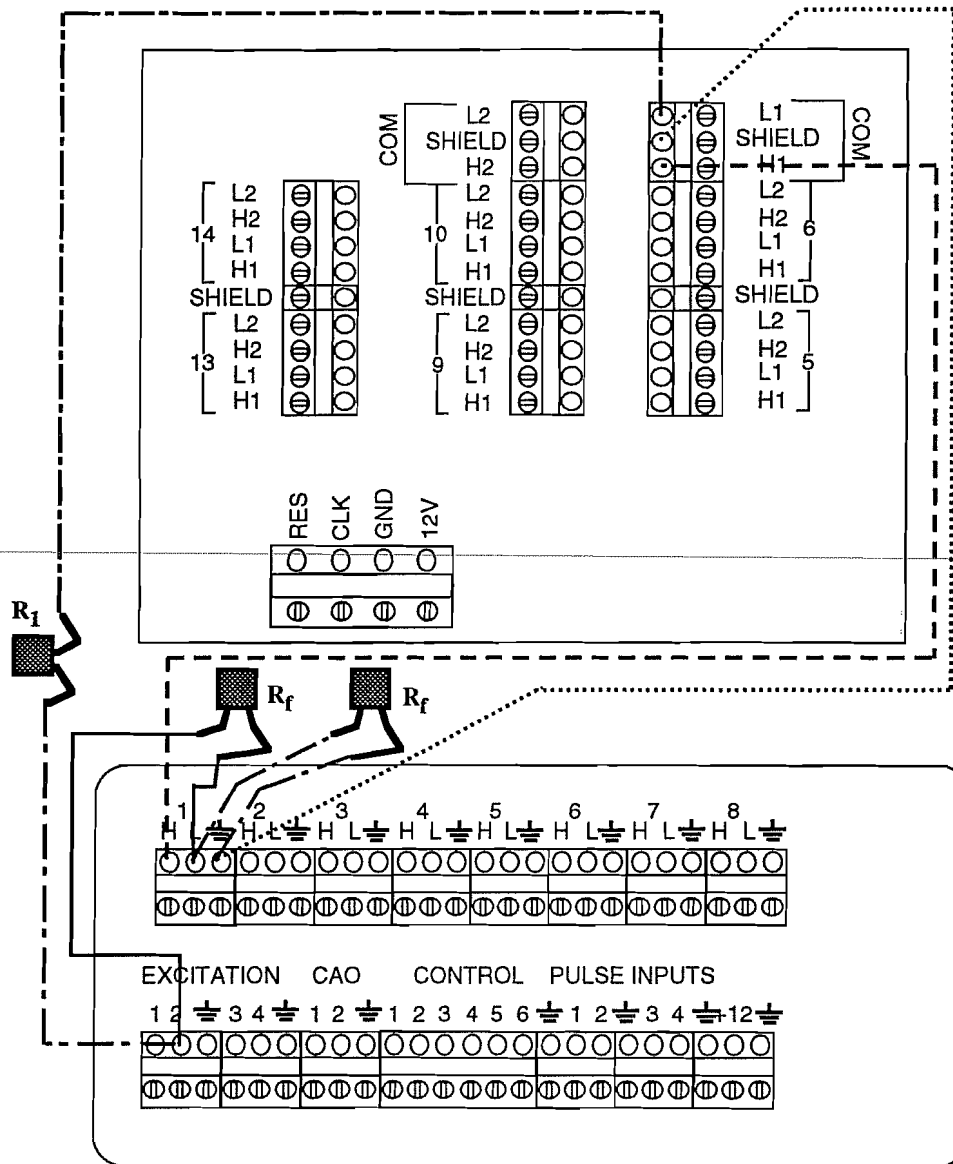 L2 L1
COM SHIELD SHIELD COM
H2 H1
L2 L2 L2
H2 H2 H2
14 10 6
L1 L1 L1
H1 H1 H1
SHIELD SHIELD SHIELD
L2 L2 L2
H2 H2 H2
13 9 5
L1 L1 L1
H1 H1 H1
RES CLK GND 12V
R1
Rf Rf
1 2 3 4 5 6 7 8
H L H L H L H L H L H L H L H L
EXCITATION CAO CONTROL PULSE INPUTS
1 2 3 4 1 2 1 2 3 4 5 6 1 2 3 4 +12